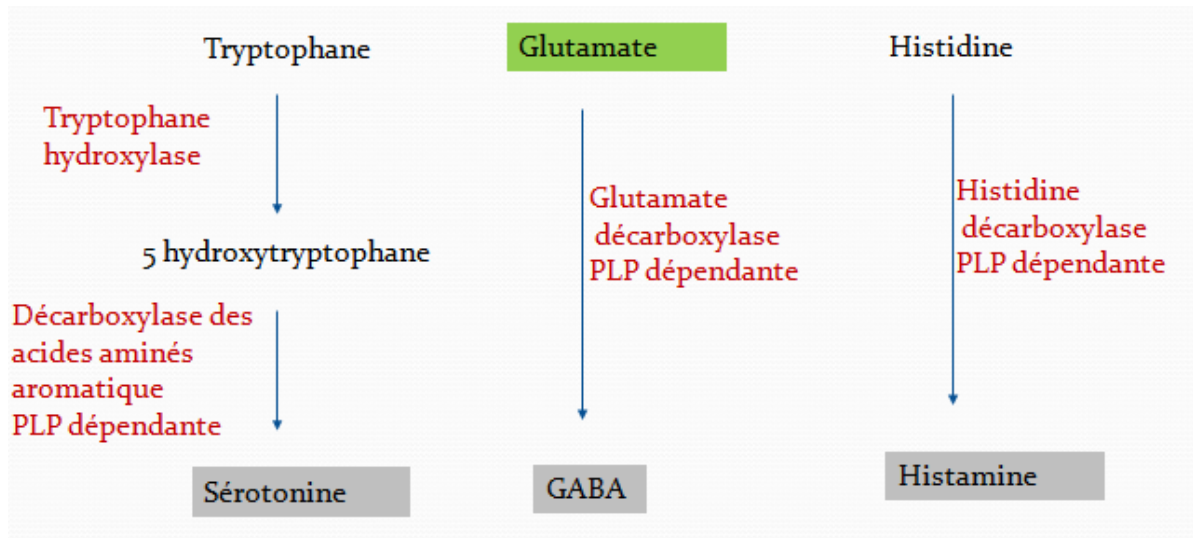 Tryptophane
Glutamate
Histidine
Tryptophane
hydroxylase
5 hydroxytryptophane
Glutamate
décarboxylase
PLP dépendante
Histidine
décarboxylase
PLP dépendante
Décarboxylase des
acides aminés
aromatique
PLP dépendante
Sérotonine
GABA
Histamine